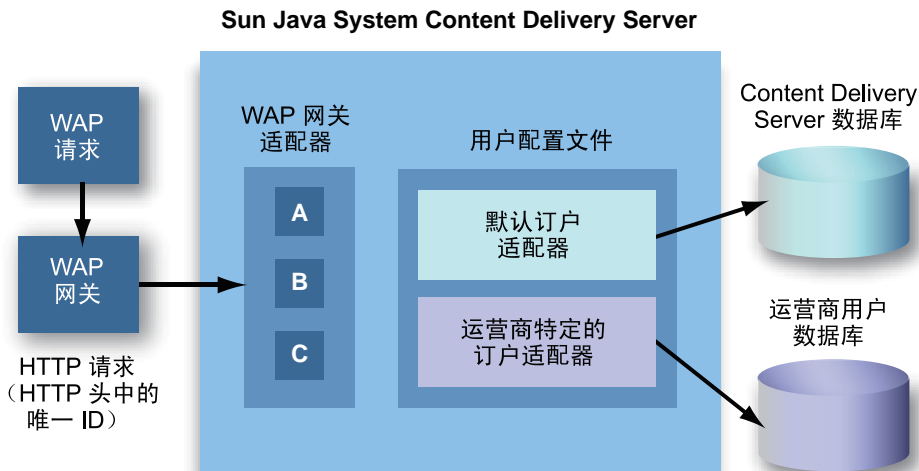 Sun Java System Content Delivery Server
WAP
请求
WAP
网关
HTTP 请求
（HTTP 头中的
唯一 ID）
WAP 网关
适配器
A
B
C
用户配置文件
默认订户
适配器
运营商特定的
订户适配器
Content Delivery
Server 数据库
运营商用户
数据库